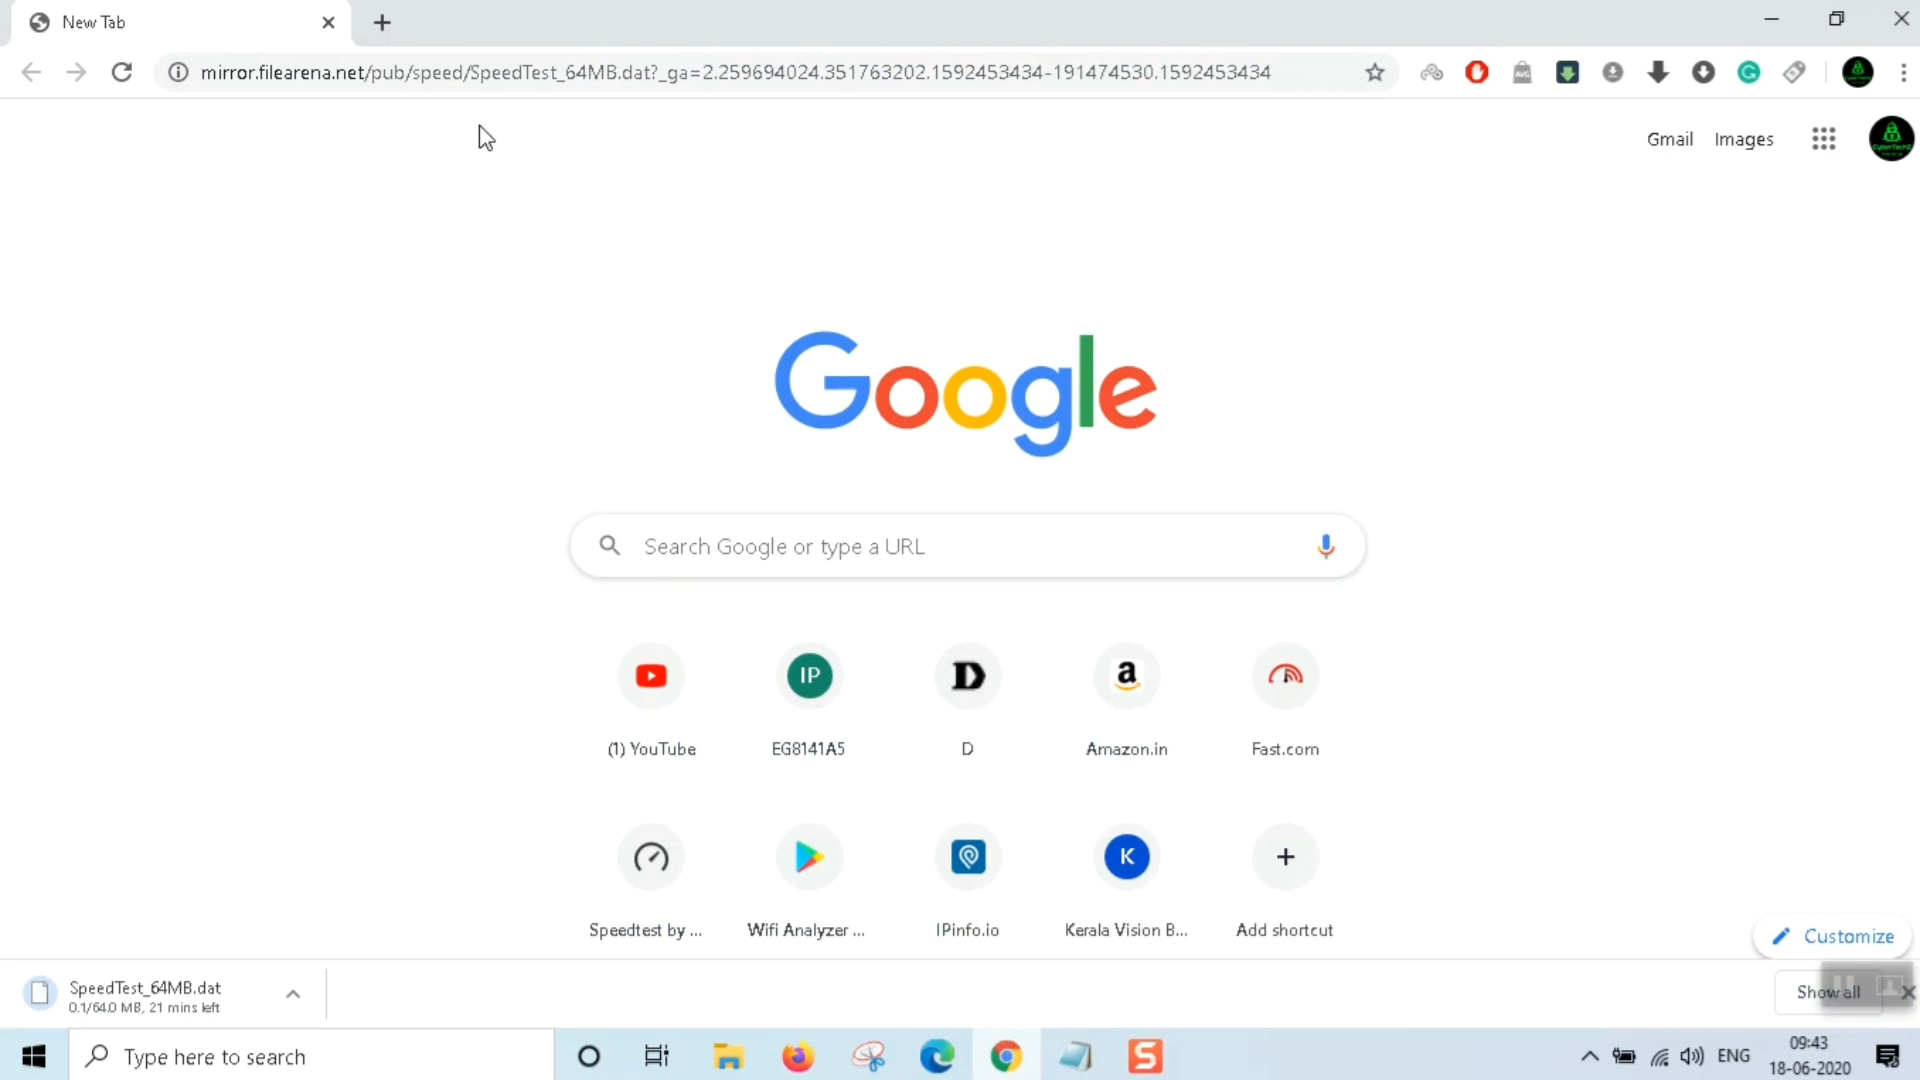 New Tab
mirror.filearena.net/pub/speed/SpeedTest_64MB.dat?_ga=2.259694024.351763202.1592453434-191474530.1592453434
Gmail Images
Google
Search Google or type a URL
IP D a
(1) YouTube EG8141A5 D Amazon.in Fast.com
K
Speedtest by ... Wifi Analyzer ... IPinfo.io Kerala Vision B... Add shortcut
Customize
SpeedTest_64MB.dat
0.1/64.0 MB, 21 mins left
Show all
Type here to search
S
ENG
09:43
18-06-2020